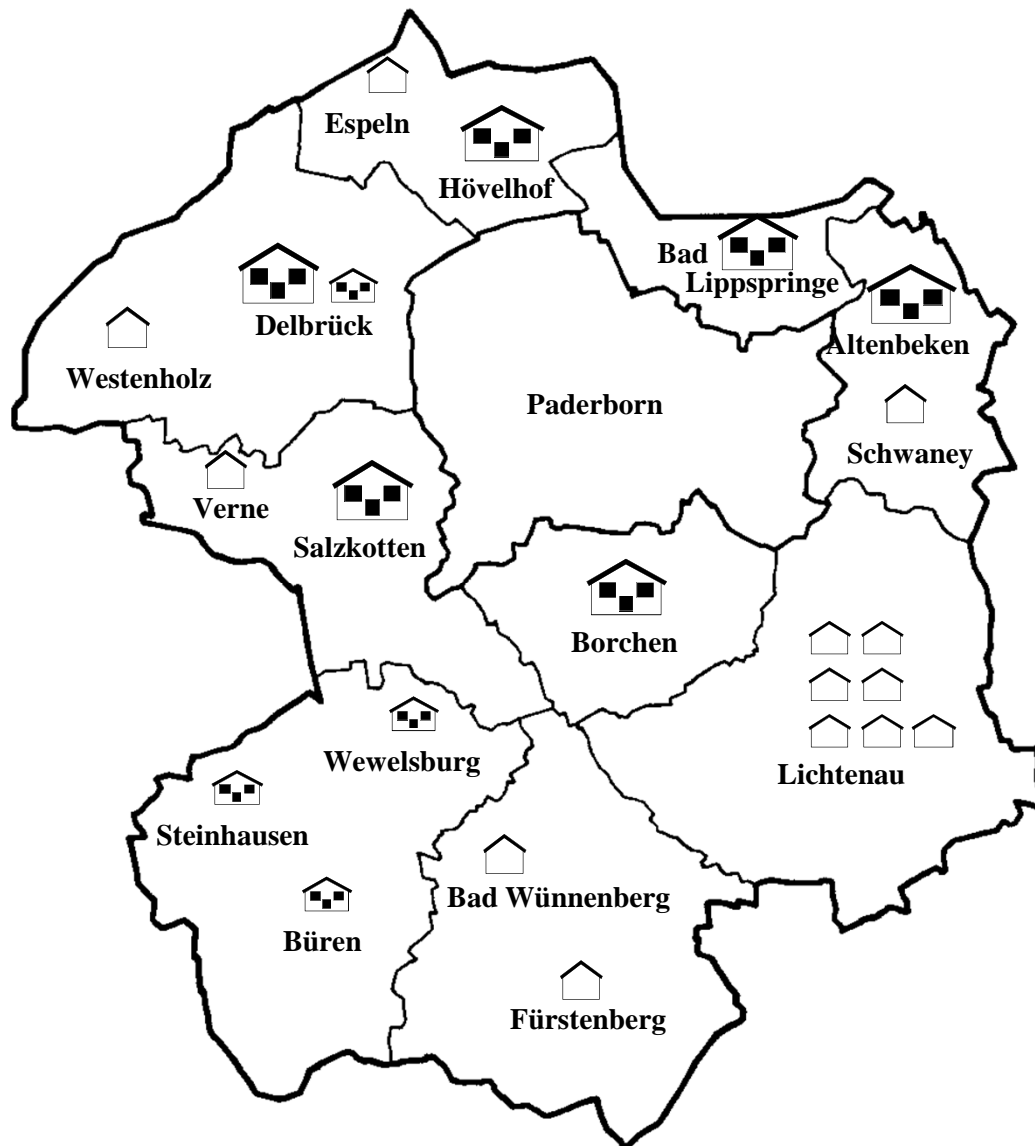 Espeln
Hövelhof
Bad
Lippspringe
Delbrück
Altenbeken
Westenholz
Paderborn
Schwaney
Verne
Salzkotten
Borchen
Wewelsburg
Lichtenau
Steinhausen
Bad Wünnenberg
Büren
Fürstenberg